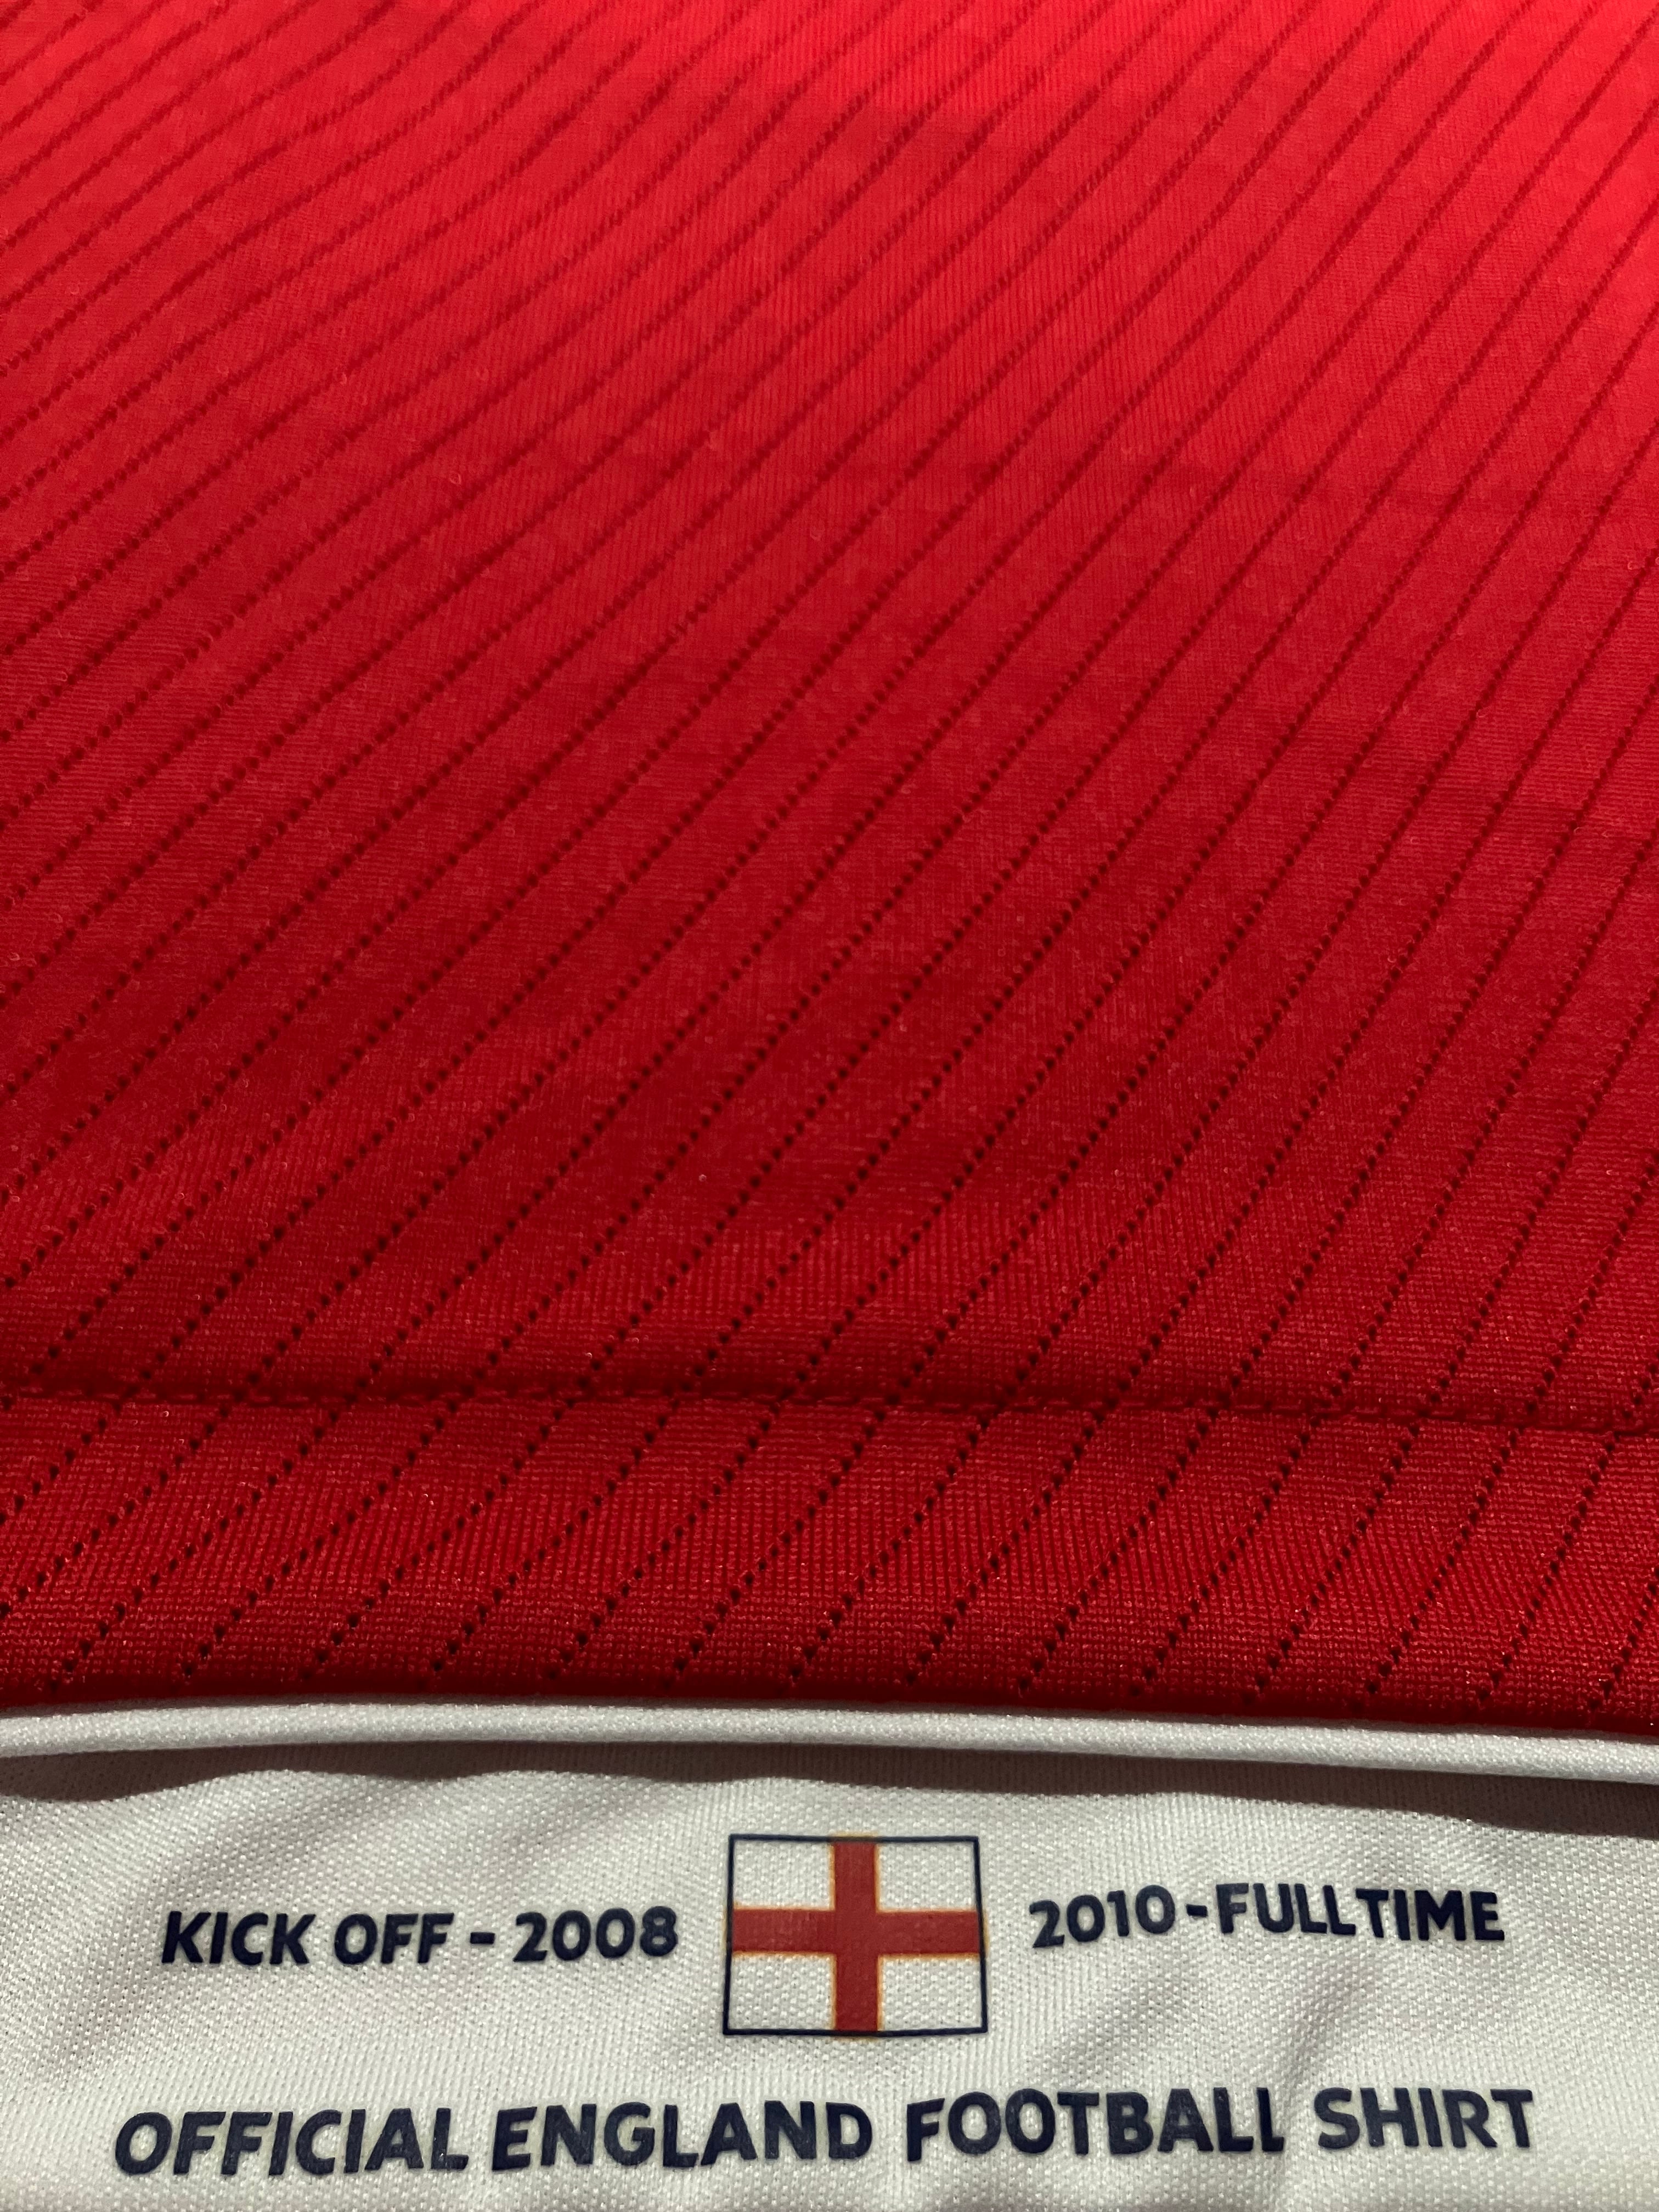 KICK OFF - 2008 2010 - FULL TIME
OFFICIAL ENGLAND FOOTBALL SHIRT